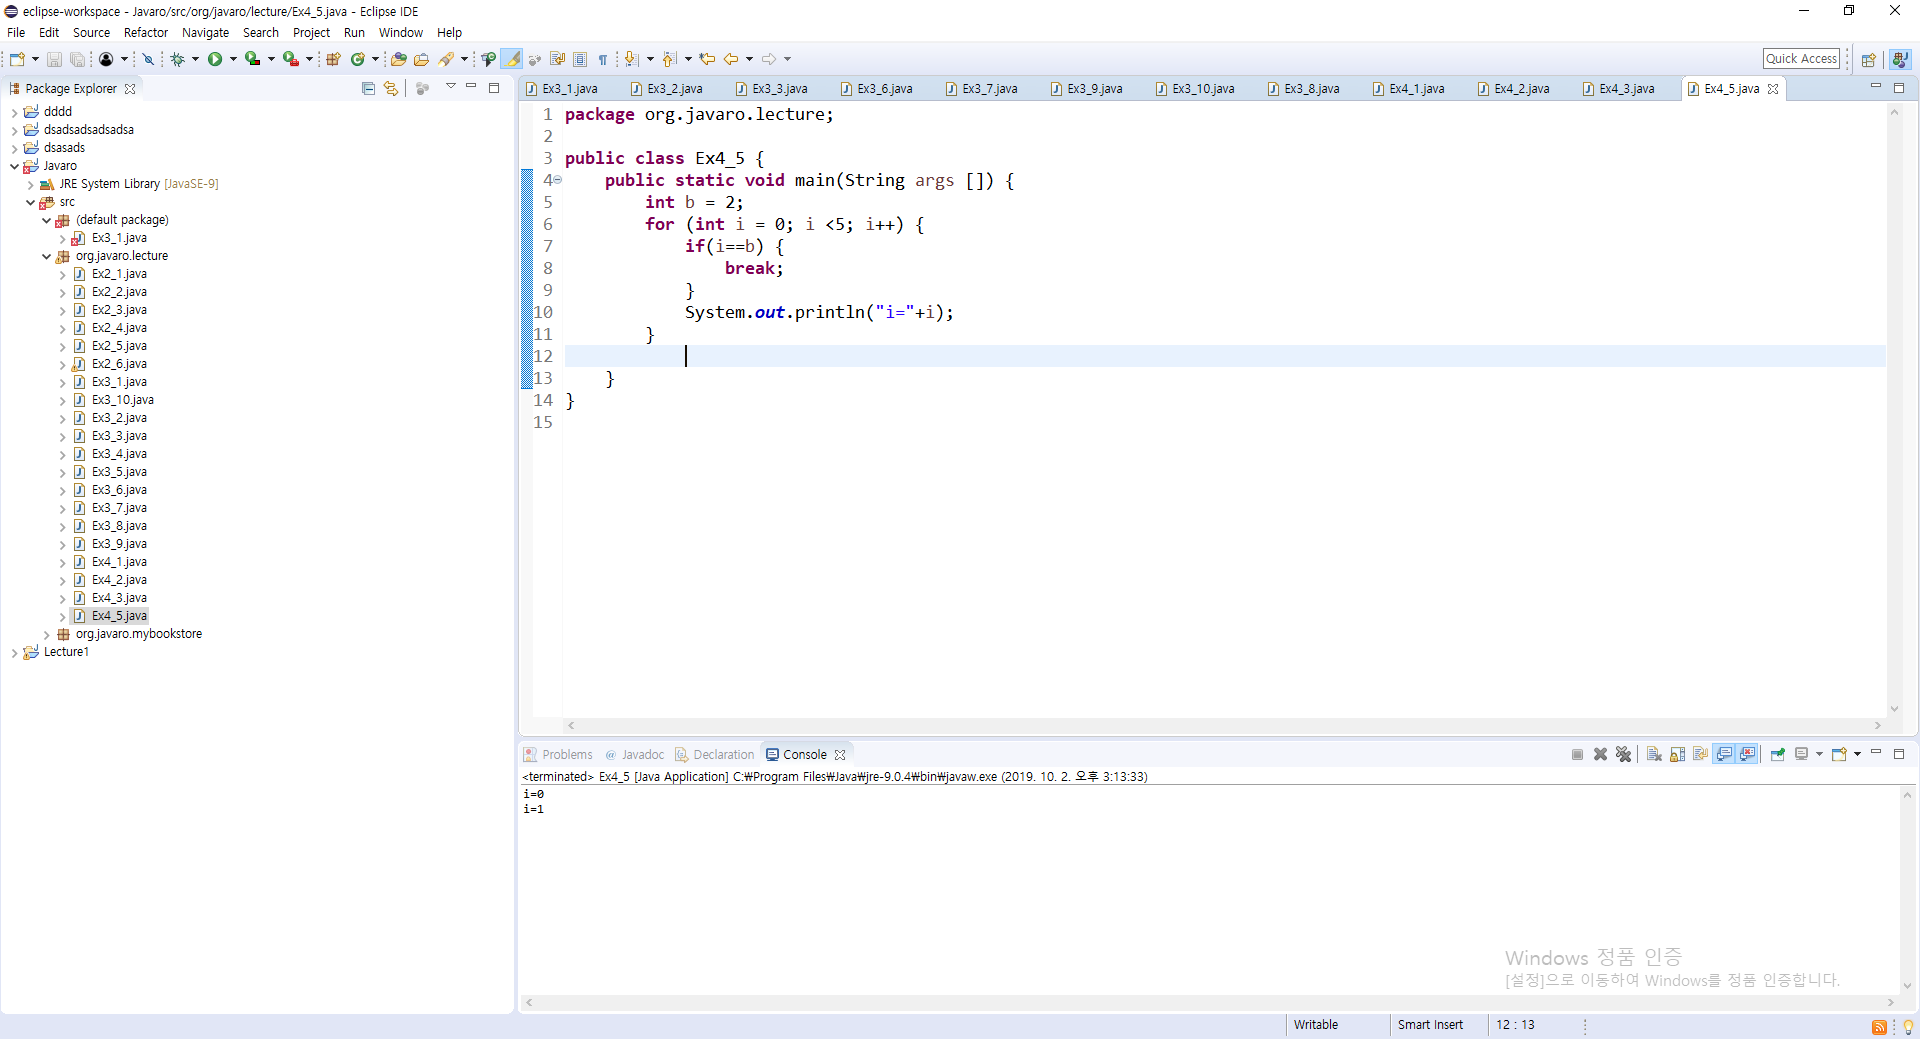 eclipse-workspace - Javaro/src/org/javaro/lecture/Ex4_5.java - Eclipse IDE
File Edit Source Refactor Navigate Search Project Run Window Help
Quick Access
Package Explorer
dddd
dsadsadsadsadsa
dsasads
Javaro
JRE System Library [JavaSE-9]
src
(default package)
Ex3_1.java
org.javaro.lecture
Ex2_1.java
Ex2_2.java
Ex2_3.java
Ex2_4.java
Ex2_5.java
Ex2_6.java
Ex3_1.java
Ex3_10.java
Ex3_2.java
Ex3_3.java
Ex3_4.java
Ex3_5.java
Ex3_6.java
Ex3_7.java
Ex3_8.java
Ex3_9.java
Ex4_1.java
Ex4_2.java
Ex4_3.java
Ex4_5.java
org.javaro.mybookstore
Lecture1
Ex3_1.java Ex3_2.java Ex3_3.java Ex3_6.java Ex3_7.java Ex3_9.java Ex3_10.java Ex3_8.java Ex4_1.java Ex4_2.java Ex4_3.java Ex4_5.java
1 package org.javaro.lecture;
2
3 public class Ex4_5 {
4 public static void main(String args []) {
5 int b = 2;
6 for (int i = 0; i <5; i++) {
7 if(i==b) {
8 break;
9 }
10 System.out.println("i="+i);
11 }
12
13 }
14 }
15
Problems @ Javadoc Declaration Console
<terminated> Ex4_5 [Java Application] C:₩Program Files₩Java₩jre-9.0.4₩bin₩javaw.exe (2019. 10. 2. 오후 3:13:33)
i=0
i=1
Windows 정품 인증
[설정]으로 이동하여 Windows를 정품 인증합니다.
Writable Smart Insert 12 : 13